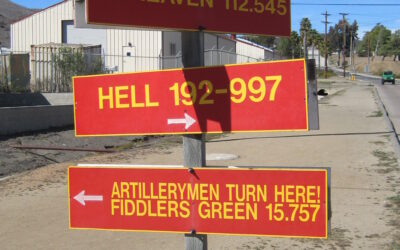 HEAVEN 112.545
HELL 192-997
ARTILLERYMEN TURN HERE!
FIDDLERS GREEN 15.757